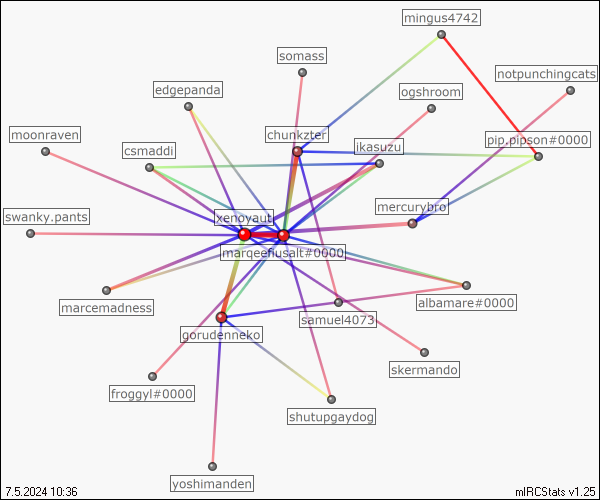 mingus4742
somass
notpunchingcats
edgepanda
ogshroom
moonraven
chunkzter
pip.pipson#0000
csmaddi
ikasuzu
mercurybro
swanky.pants
xenoyaut
marqeehusalt#0000
marcemadness
albamare#0000
samuel4073
gorudenneko
skermando
froggyl#0000
shutupgaydog
yoshimanden
7.5.2024 10:36
mIRCStats v1.25